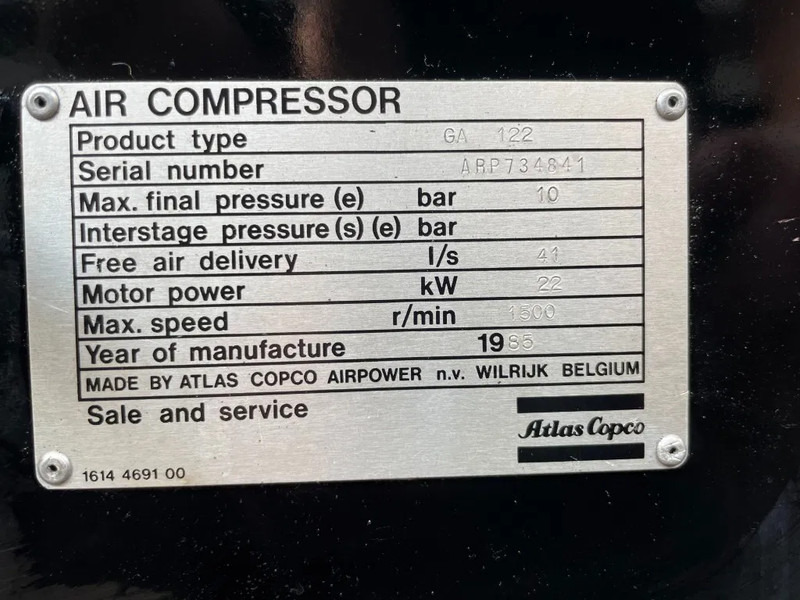 AIR COMPRESSOR
Product type GA 122
Serial number ARP734841
Max. final pressure (e) bar 10
Interstage pressure (s) (e) bar
Free air delivery l/s 41
Motor power kW 22
Max. speed r/min 1500
Year of manufacture 1985
MADE BY ATLAS COPCO AIRPOWER n.v. WILRIJK BELGIUM
Sale and service
Atlas Copco
1614 4691 00